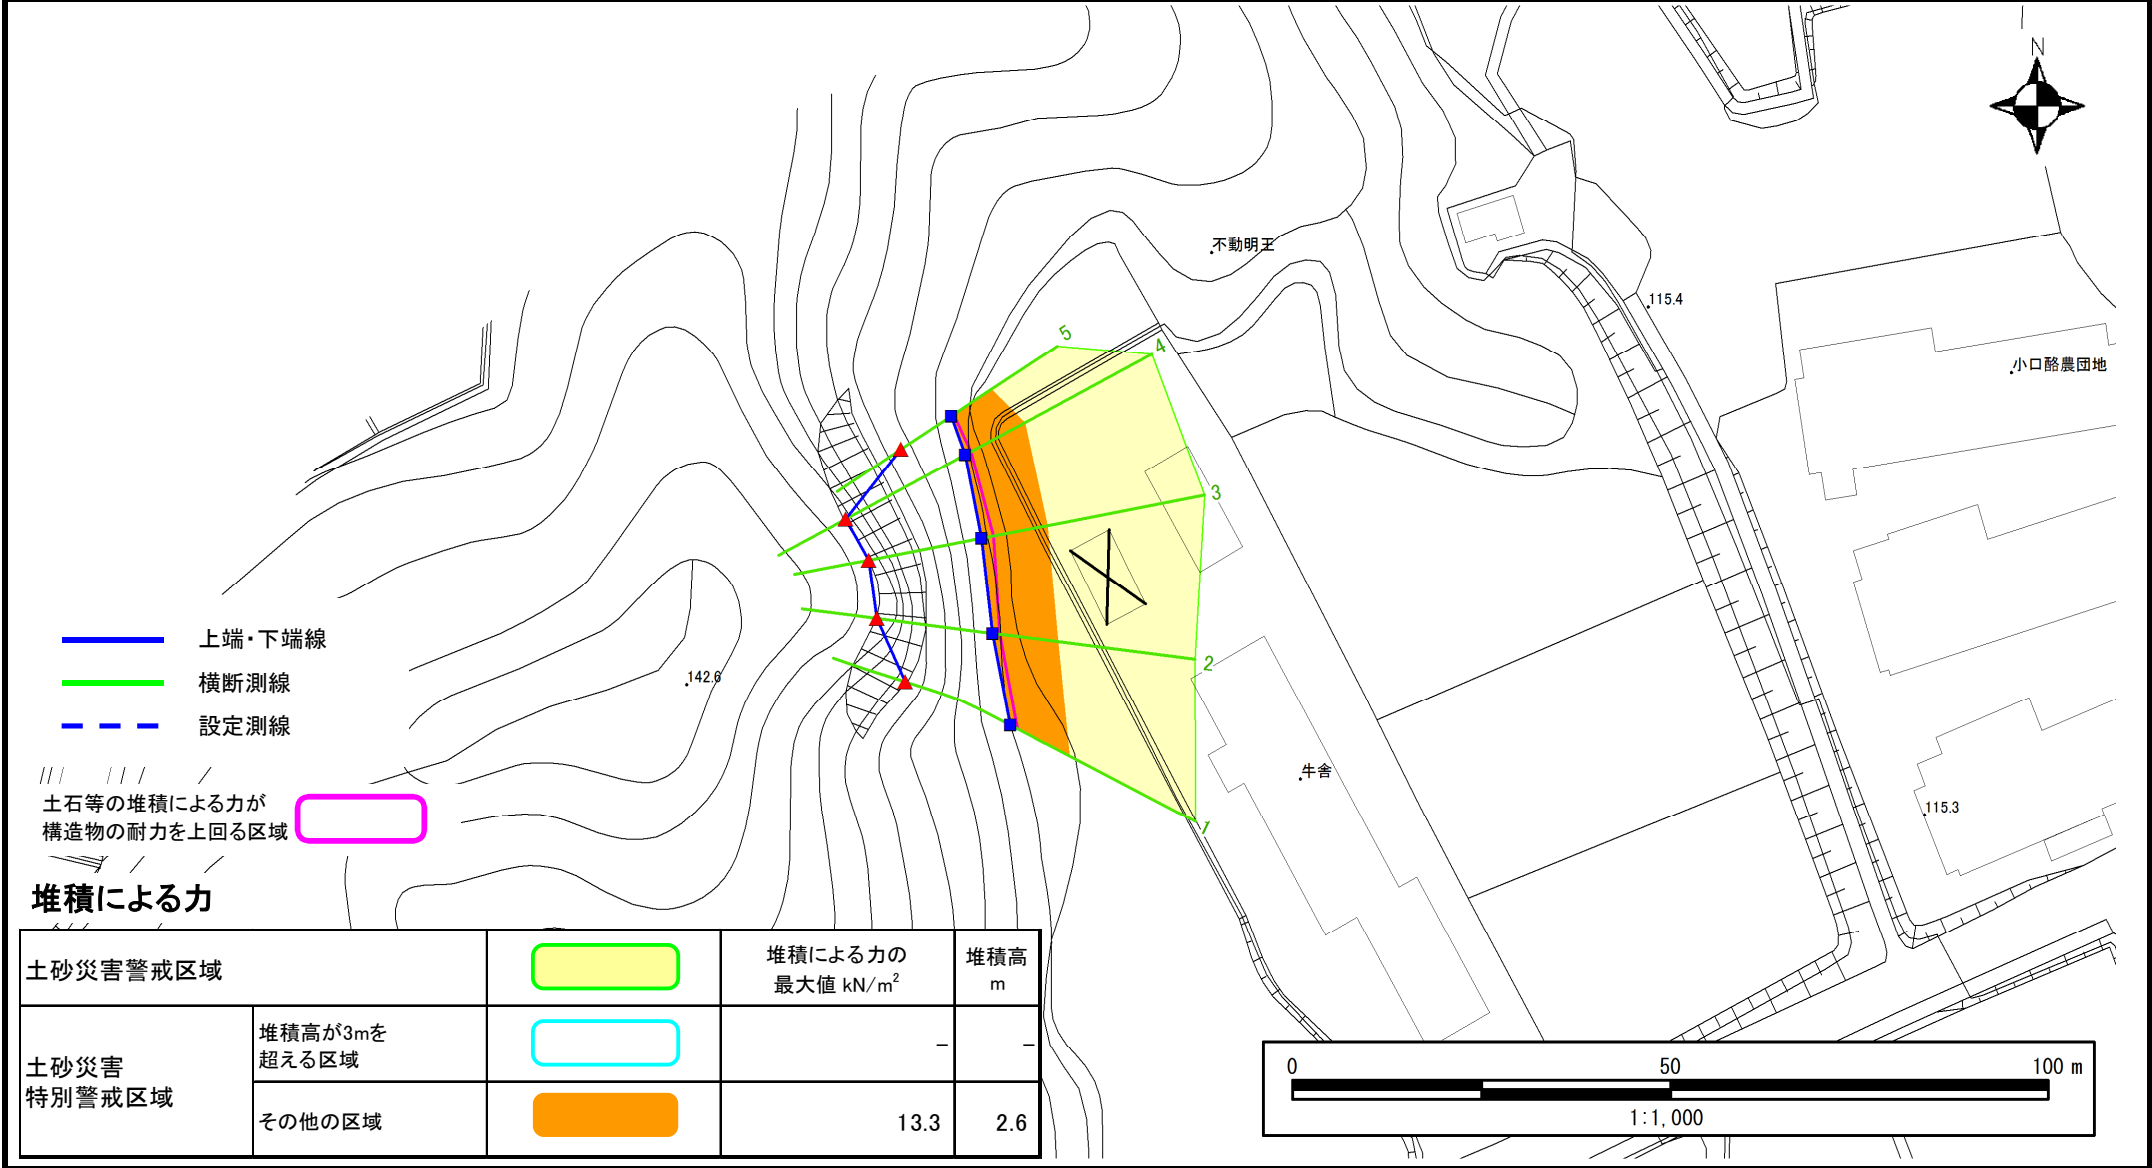 N
不動明王
115.4
小口酪農団地
5
4
3
2
1
142.6
牛舎
115.3
上端・下端線
横断測線
設定測線
土石等の堆積による力が
構造物の耐力を上回る区域
堆積による力
土砂災害警戒区域
堆積による力の
最大値 kN/m²
堆積高
m
土砂災害
特別警戒区域
堆積高が3mを
超える区域
－
－
その他の区域
13.3
2.6
0 50 100 m
1:1,000